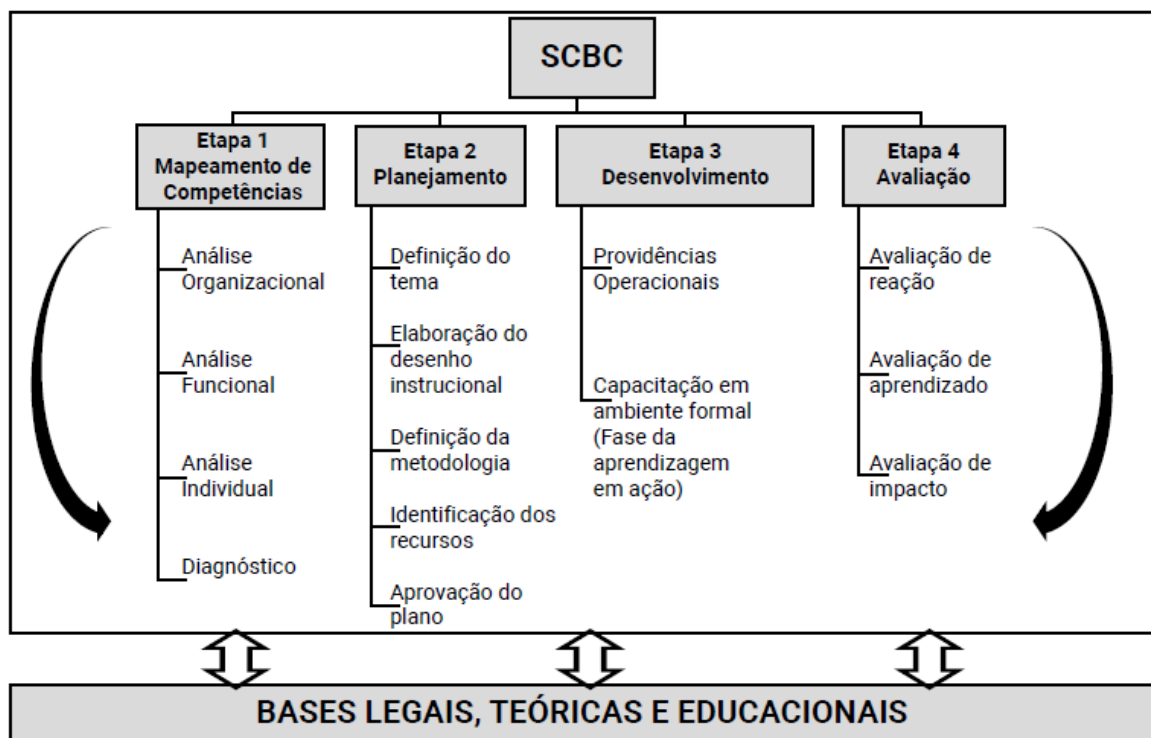 SCBC
Etapa 1
Mapeamento de
Competências
Análise
Organizacional
Análise
Funcional
Análise
Individual
Diagnóstico
Etapa 2
Planejamento
Definição do
tema
Elaboração do
desenho
instrucional
Definição da
metodologia
Identificação dos
recursos
Aprovação do
plano
Etapa 3
Desenvolvimento
Providências
Operacionais
Capacitação em
ambiente formal
(Fase da
aprendizagem
em ação)
Etapa 4
Avaliação
Avaliação de
reação
Avaliação de
aprendizado
Avaliação de
impacto
BASES LEGAIS, TEÓRICAS E EDUCACIONAIS